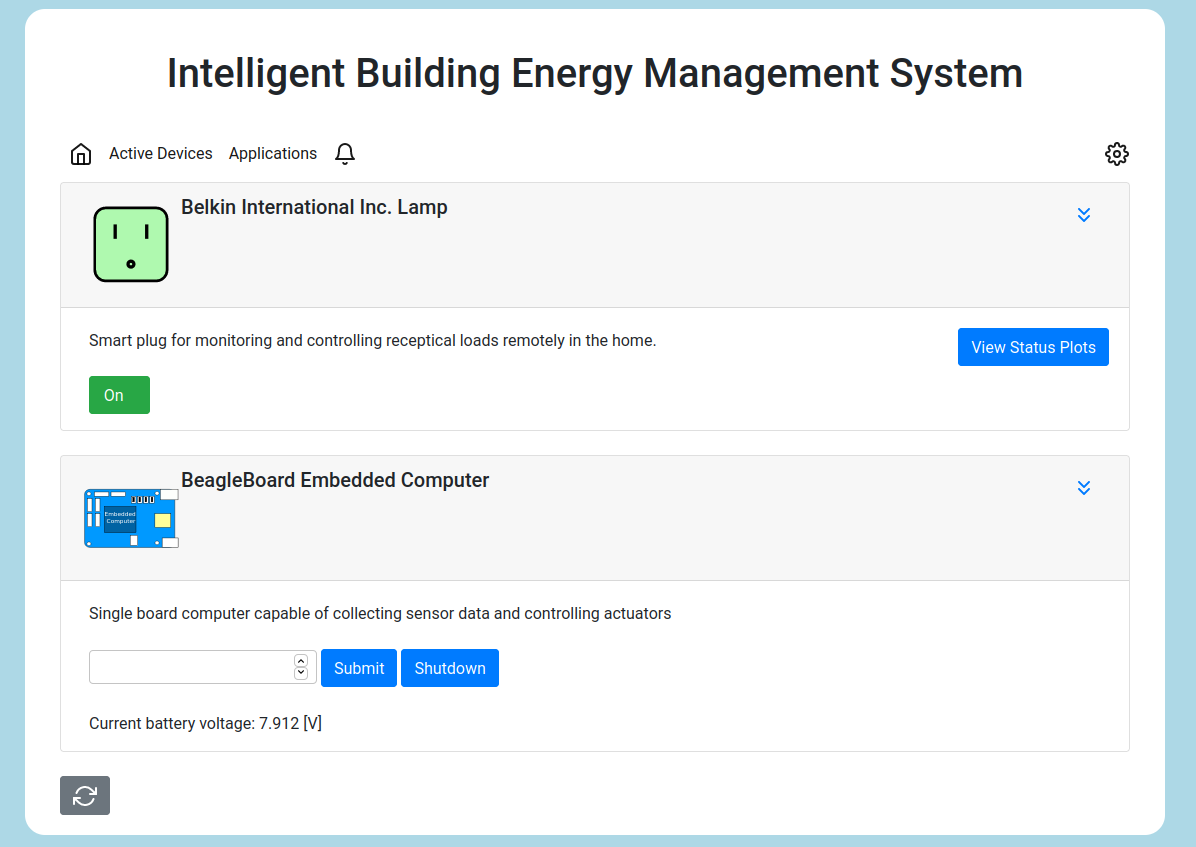 Intelligent Building Energy Management System
Active Devices Applications
Belkin International Inc. Lamp
Smart plug for monitoring and controlling receptical loads remotely in the home.
View Status Plots
On
BeagleBoard Embedded Computer
Embedded
Computer
Single board computer capable of collecting sensor data and controlling actuators
Submit Shutdown
Current battery voltage: 7.912 [V]